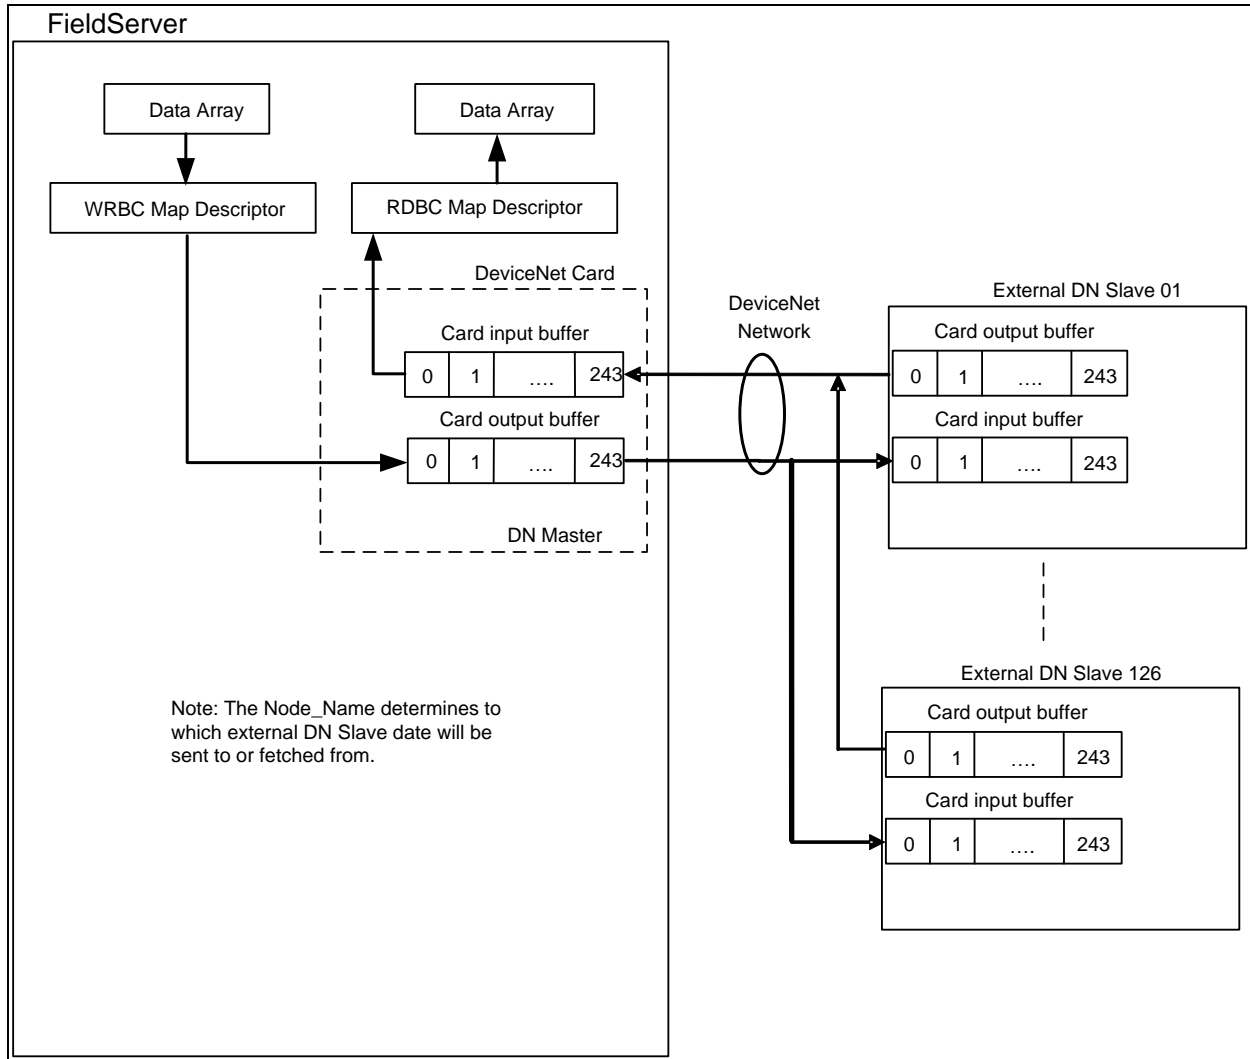 FieldServer
Data Array
Data Array
WRBC Map Descriptor
RDBC Map Descriptor
DeviceNet Card
Card input buffer
0 1 .... 243
Card output buffer
0 1 .... 243
DN Master
DeviceNet
Network
External DN Slave 01
Card output buffer
0 1 .... 243
Card input buffer
0 1 .... 243
External DN Slave 126
Card output buffer
0 1 .... 243
Card input buffer
0 1 .... 243
Note: The Node_Name determines to
which external DN Slave date will be
sent to or fetched from.